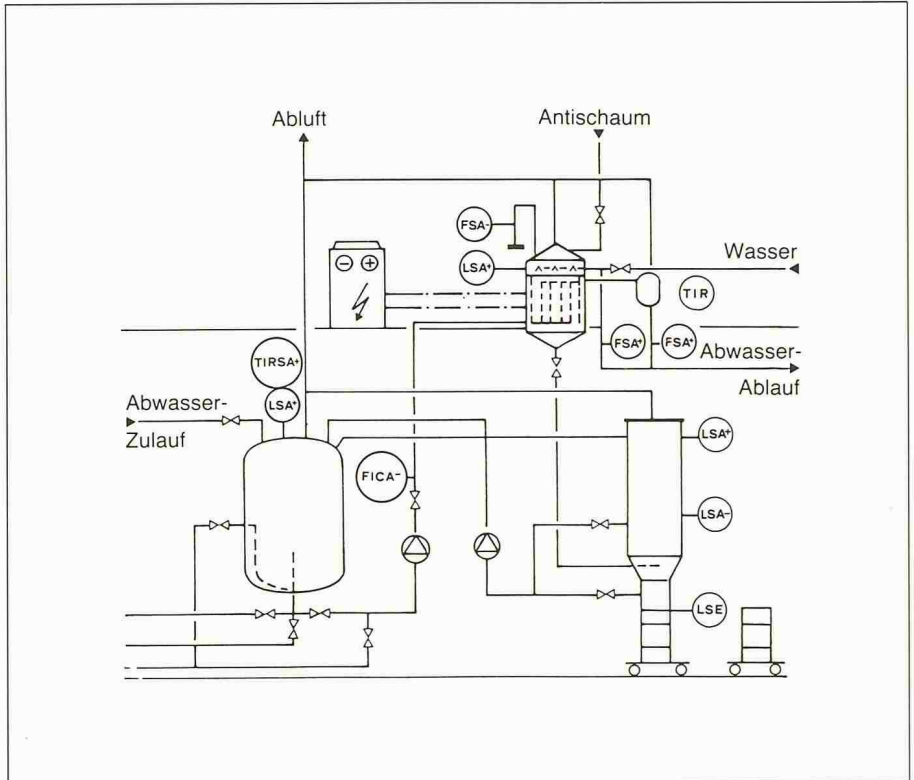 Abluft
Antischaum
FSA-
LSA+
Wasser
TIR
FSA+
FSA+
Abwasser-
Ablauf
TIRSA+
LSA+
Abwasser-
Zulauf
FICA-
LSA+
LSA-
LSE